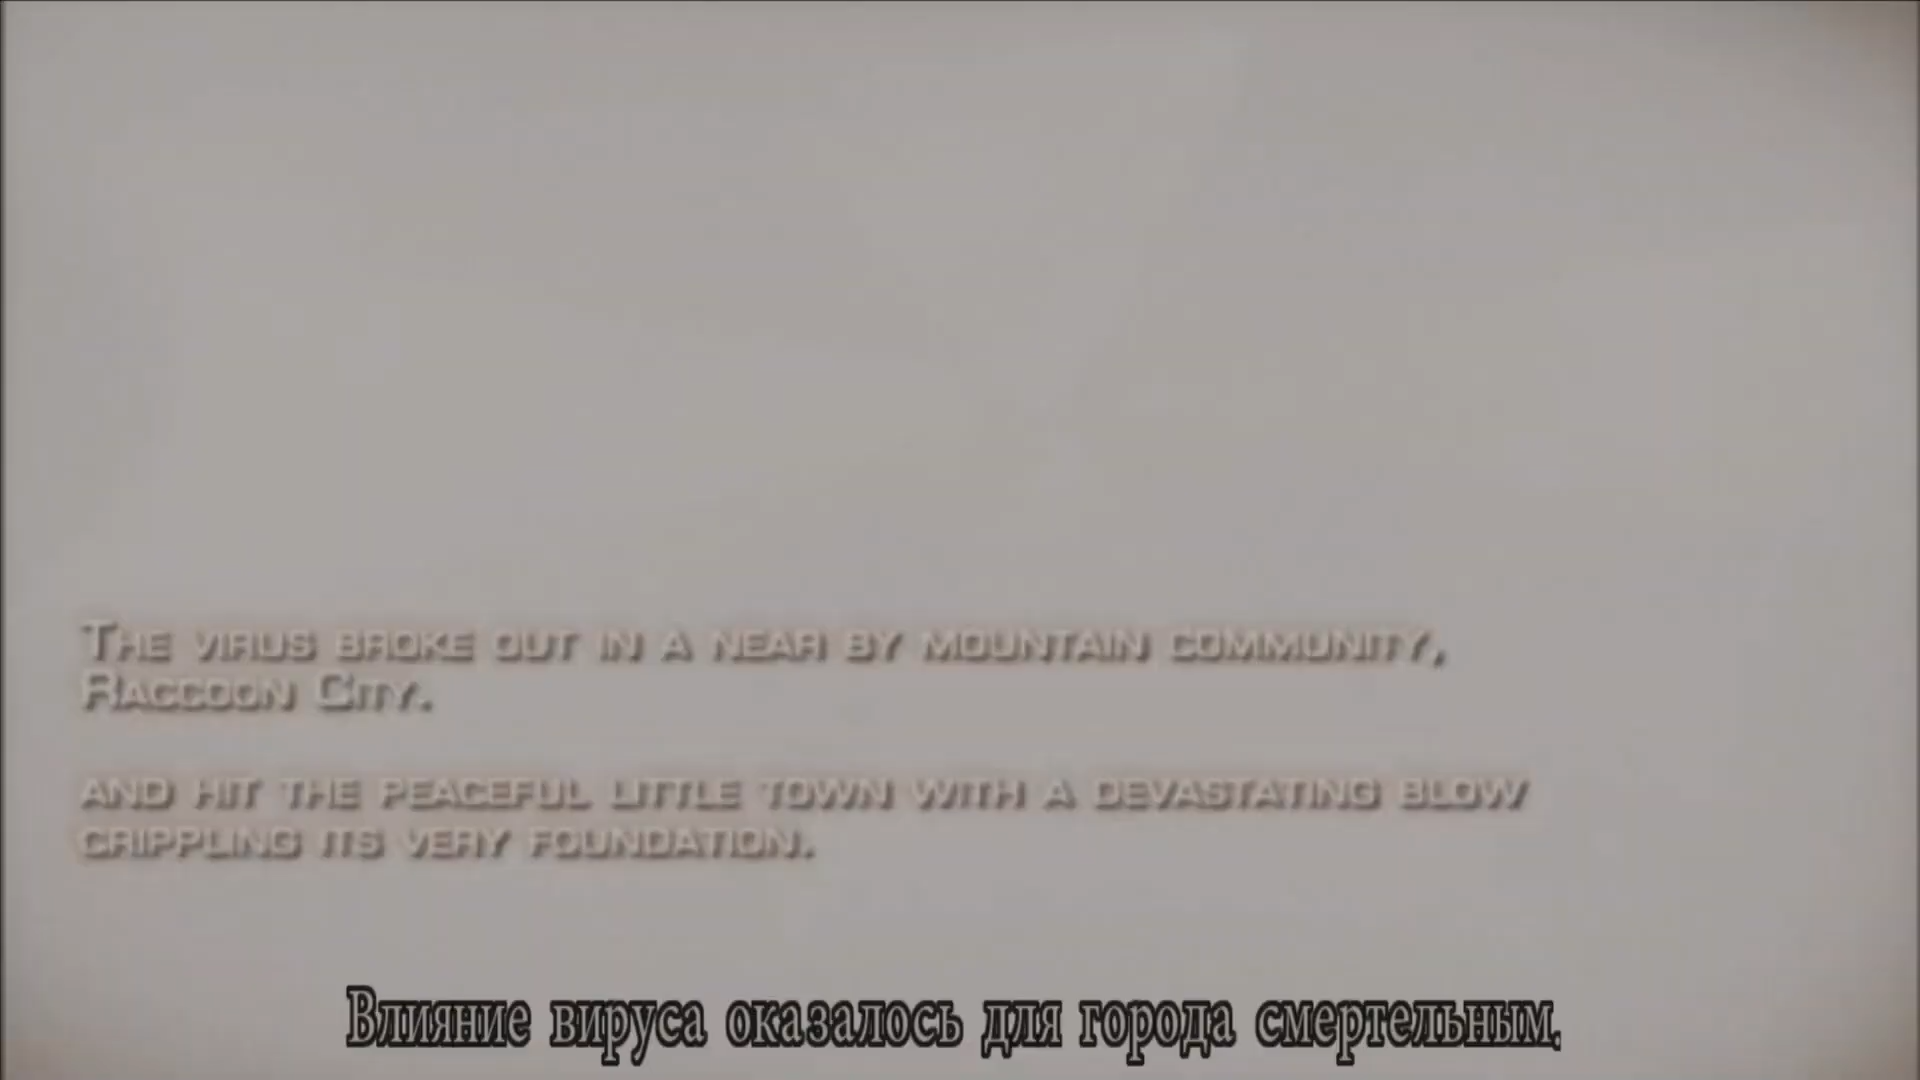 The virus broke out in a near by mountain community,
Raccoon City.
and hit the peaceful little town with a devastating blow
crippling its very foundation.
Влияние вируса оказалось для города смертельным.